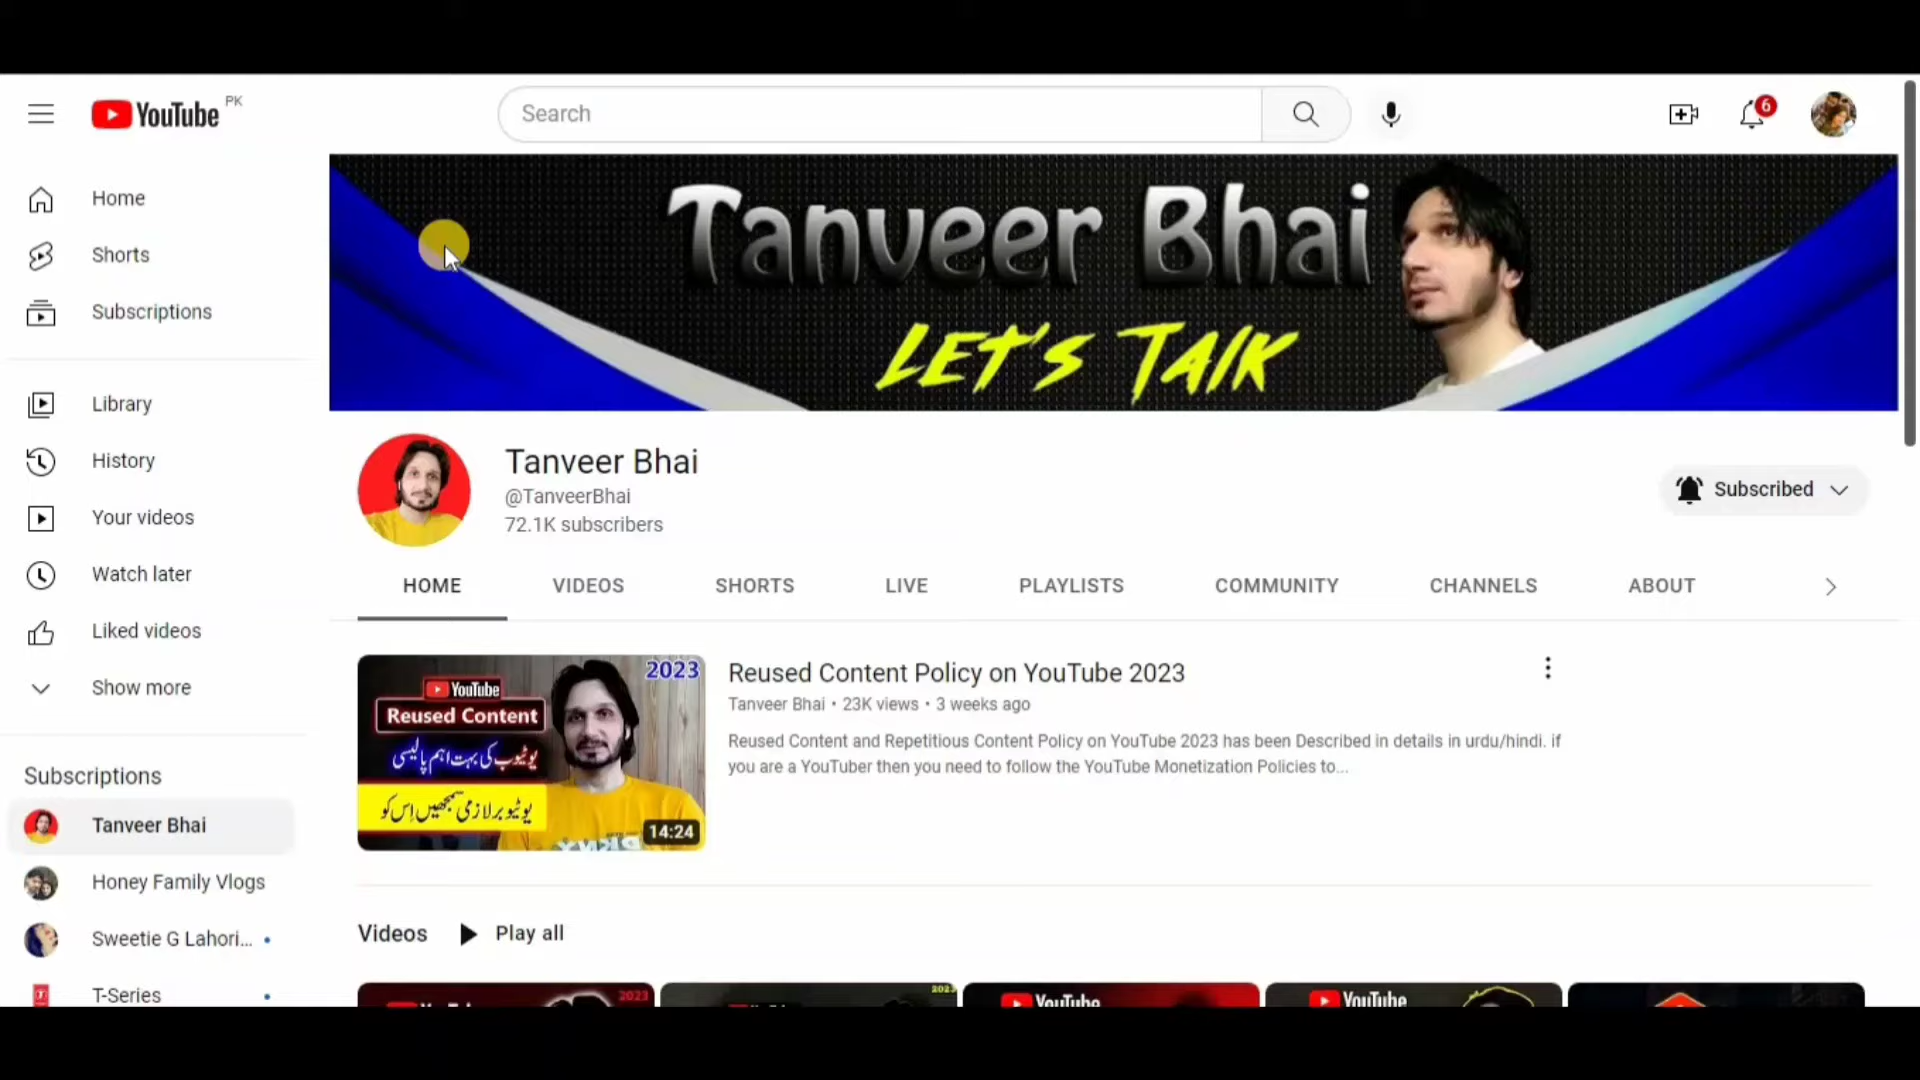 YouTube PK
Search
6
Home
Shorts
Subscriptions
Library
History
Your videos
Watch later
Liked videos
Show more
Subscriptions
Tanveer Bhai
Honey Family Vlogs
Sweetie G Lahori...
T-Series
Tanveer Bhai
LET'S TALK
Tanveer Bhai
@TanveerBhai
72.1K subscribers
Subscribed
HOME VIDEOS SHORTS LIVE PLAYLISTS COMMUNITY CHANNELS ABOUT
2023
YouTube
Reused Content
یوٹیوب کی بہت اہم پالیسی
یوٹیوبر لازمی سمجھیں اِس کو
14:24
Reused Content Policy on YouTube 2023
Tanveer Bhai • 23K views • 3 weeks ago
Reused Content and Repetitious Content Policy on YouTube 2023 has been Described in details in urdu/hindi. if
you are a YouTuber then you need to follow the YouTube Monetization Policies to...
Videos Play all
2023
2023
YouTube
YouTube